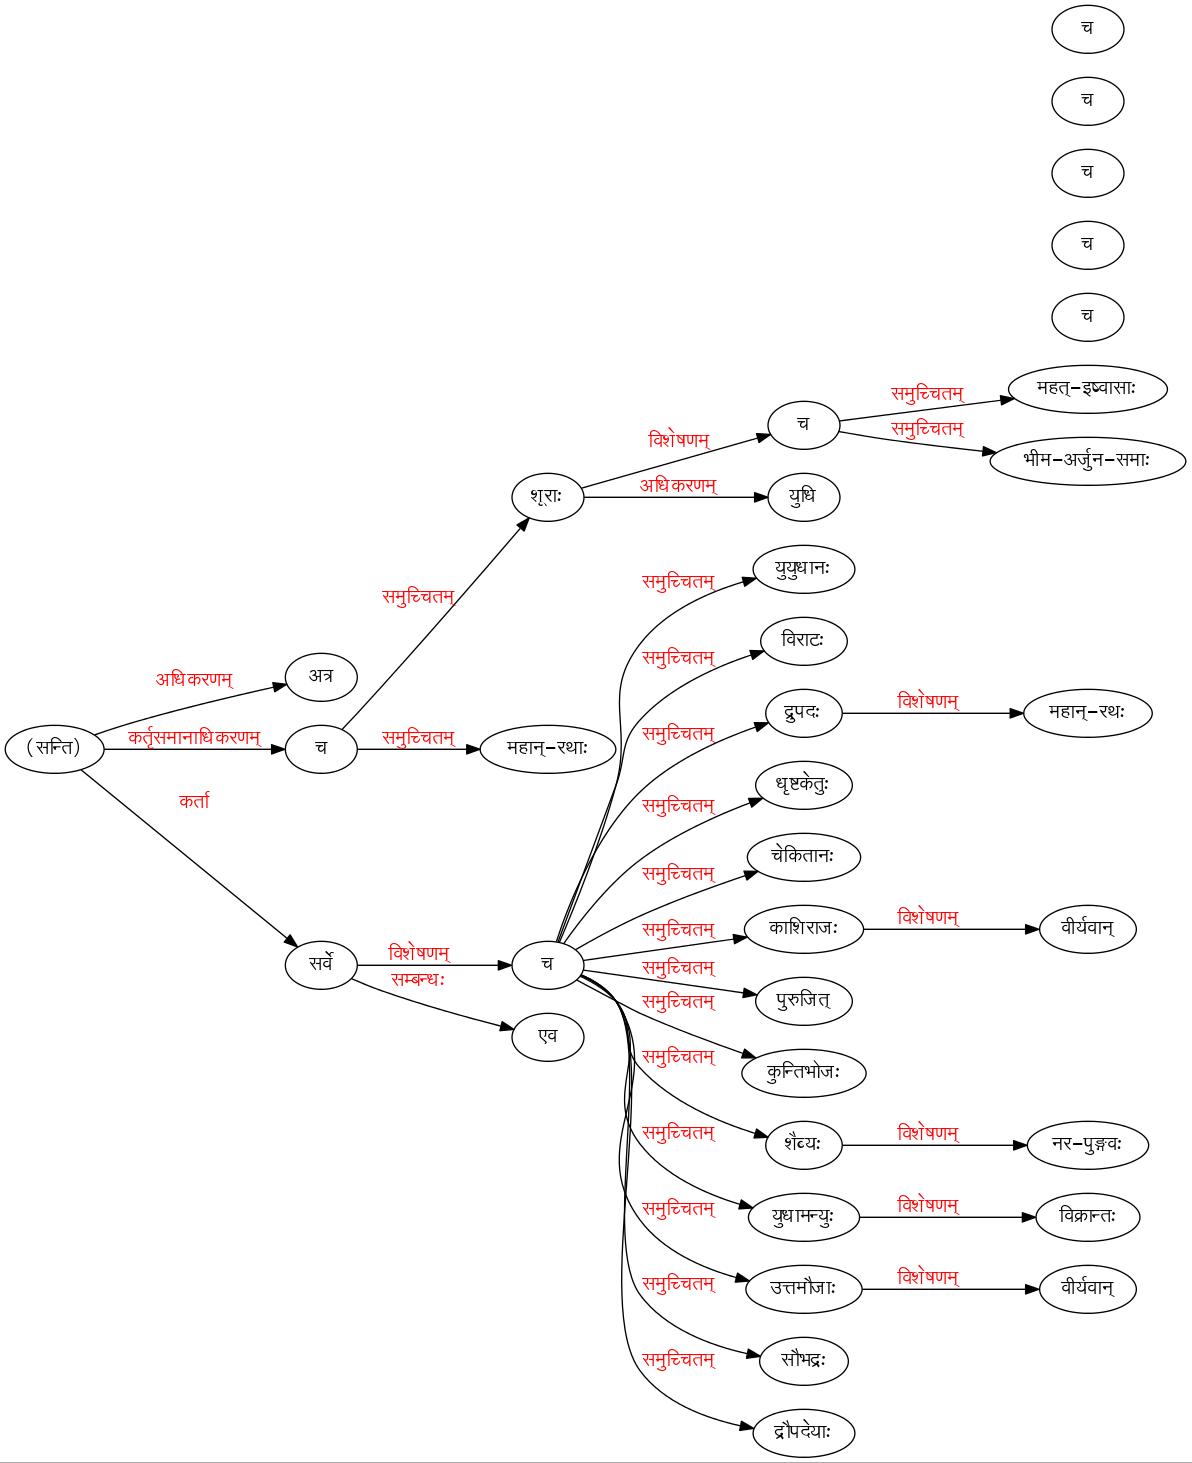 च
च
च
च
च
समुच्चितम्
महत्-इष्वासाः
च
समुच्चितम्
विशेषणम्
भीम-अर्जुन-समाः
शूराः
अधिकरणम्
युधि
समुच्चितम्
युयुधानः
समुच्चितम्
समुच्चितम्
विराटः
अधिकरणम्
अत्र
समुच्चितम्
द्रुपदः
विशेषणम्
महान्-रथः
(सन्ति)
कर्तृसमानाधिकरणम्
च
समुच्चितम्
महान्-रथाः
समुच्चितम्
धृष्टकेतुः
कर्ता
समुच्चितम्
चेकितानः
समुच्चितम्
काशिराजः
विशेषणम्
वीर्यवान्
सर्वे
विशेषणम्
च
समुच्चितम्
पुरुजित्
सम्बन्धः
एव
समुच्चितम्
कुन्तिभोजः
समुच्चितम्
शैब्यः
विशेषणम्
नर-पुङ्गवः
समुच्चितम्
युधामन्युः
विशेषणम्
विक्रान्तः
समुच्चितम्
उत्तमौजाः
विशेषणम्
वीर्यवान्
समुच्चितम्
सौभद्रः
समुच्चितम्
द्रौपदेयाः